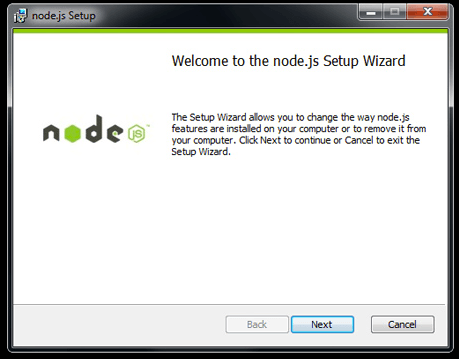 node.js Setup
Welcome to the node.js Setup Wizard
node
JS
The Setup Wizard allows you to change the way node.js
features are installed on your computer or to remove it from
your computer. Click Next to continue or Cancel to exit the
Setup Wizard.
Back
Next
Cancel